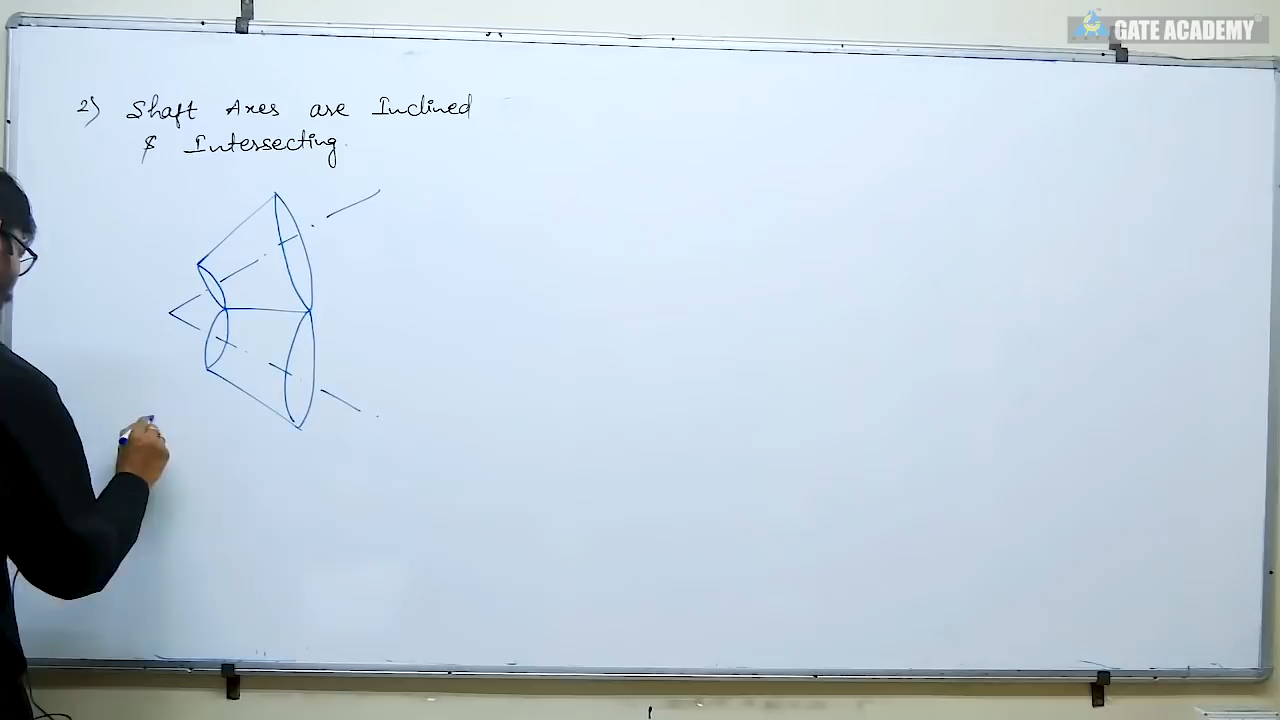 GATE ACADEMY®
2) Shaft Axes are Inclined
& Intersecting.